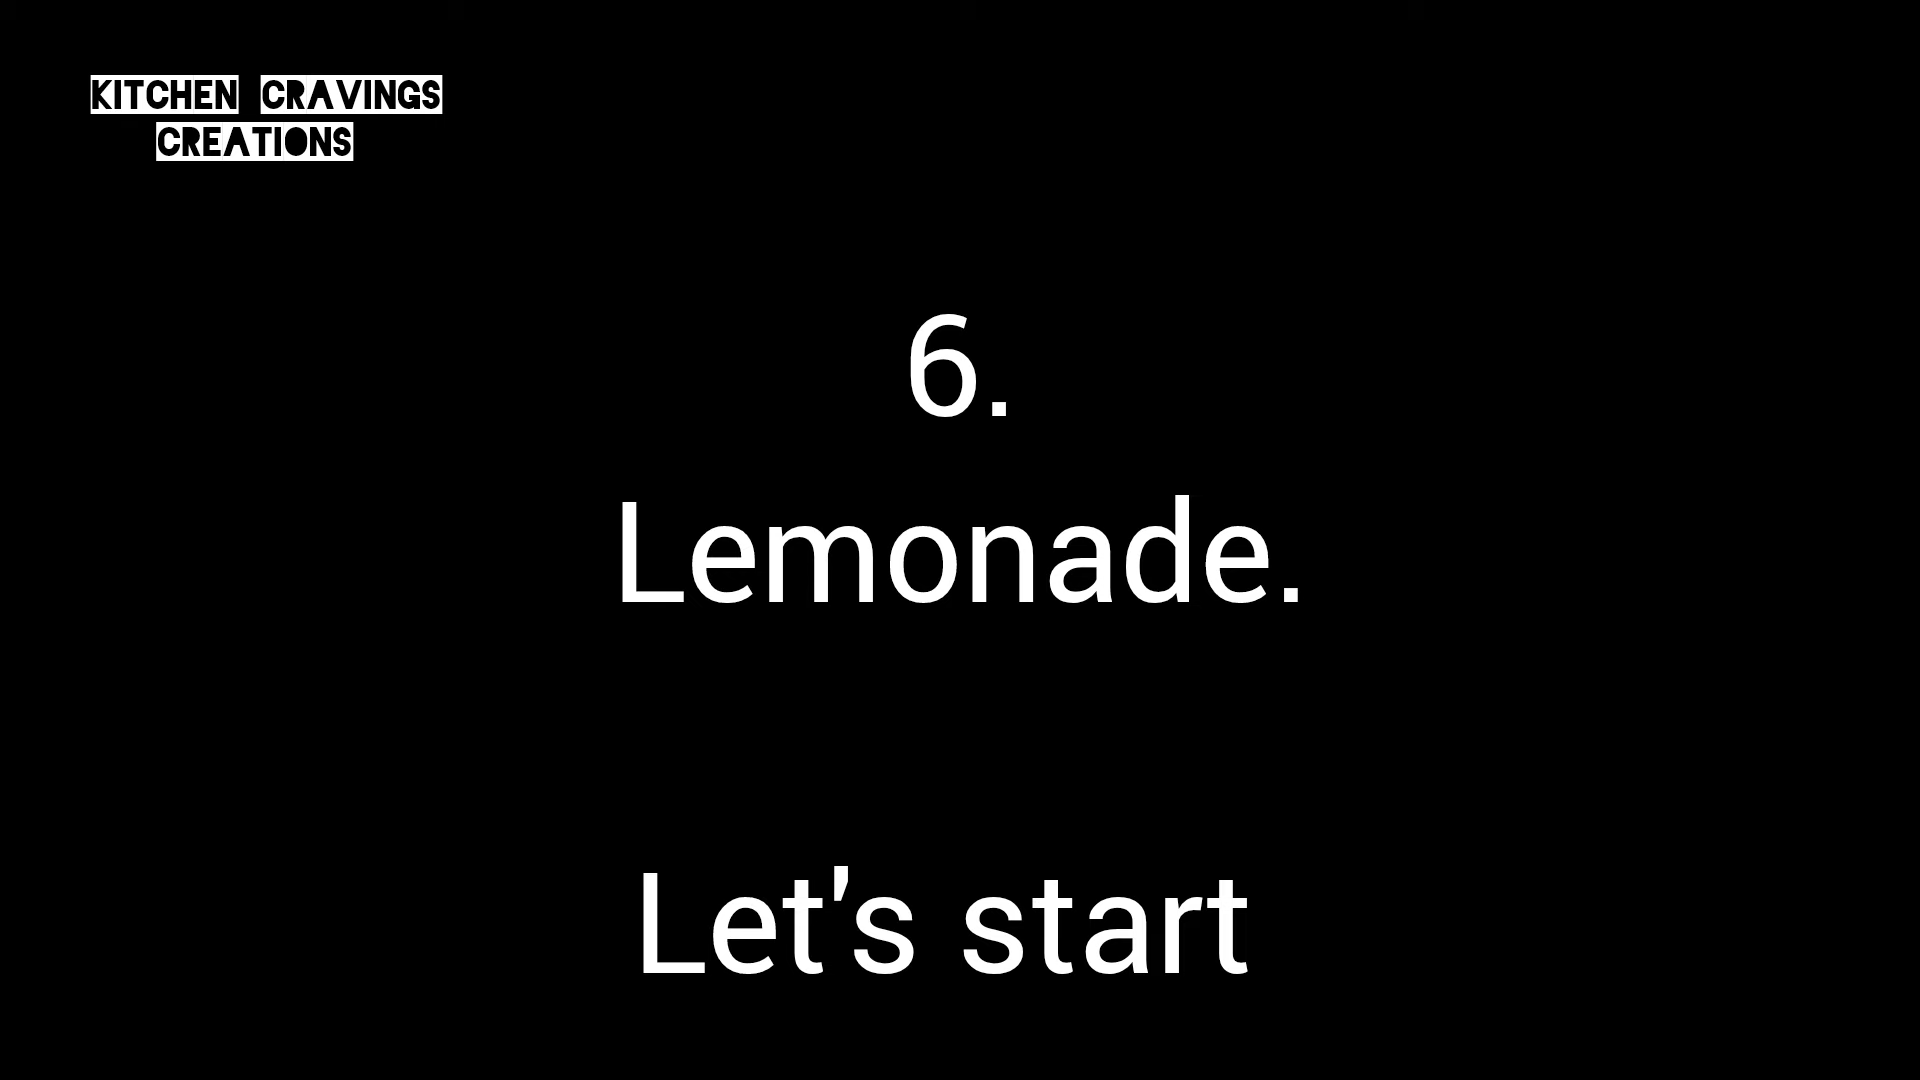 KITCHEN CRAVINGS
CREATIONS
6.
Lemonade.
Let's start